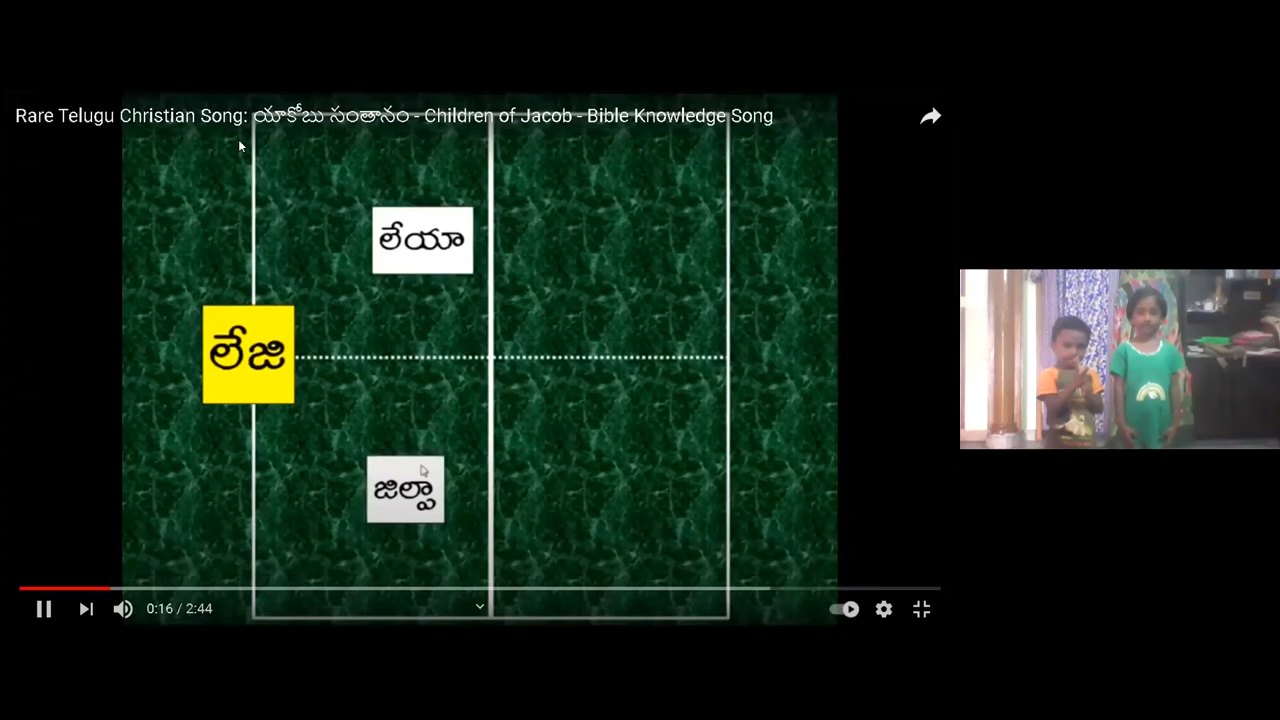 Rare Telugu Christian Song: యాకోబు సంతానం - Children of Jacob - Bible Knowledge Song
లేయా
లేజి
జిల్పా
0:16 / 2:44